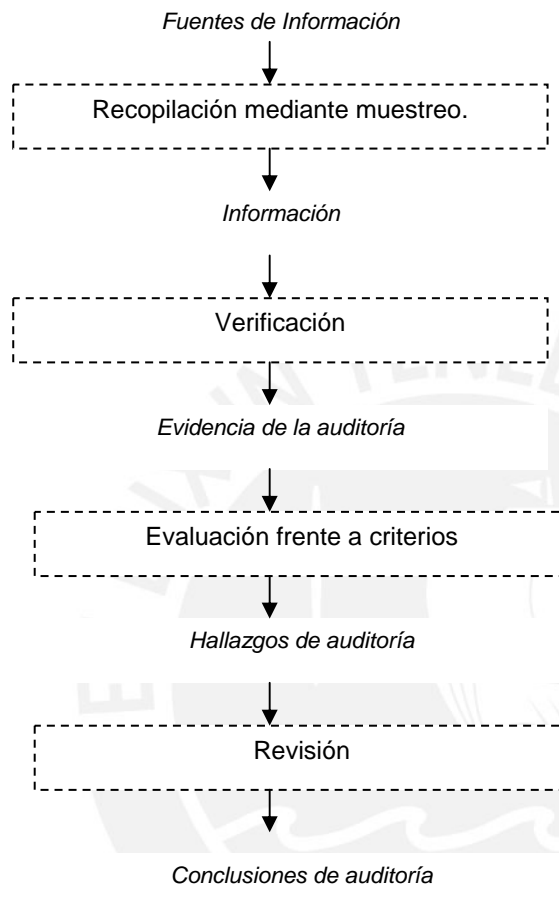 Fuentes de Información
Recopilación mediante muestreo.
Información
Verificación
Evidencia de la auditoría
Evaluación frente a criterios
Hallazgos de auditoría
Revisión
Conclusiones de auditoría